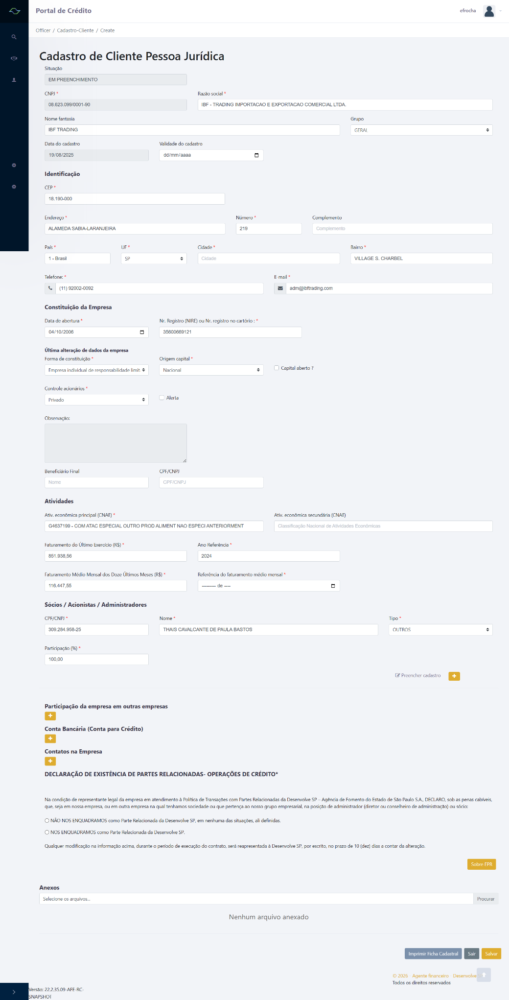 Portal de Crédito
efrocha
Officer / Cadastro-Cliente / Create
Cadastro de Cliente Pessoa Jurídica
Situação
EM PREENCHIMENTO
CNPJ * Razão social *
08.623.099/0001-90 IBF - TRADING IMPORTACAO E EXPORTACAO COMERCIAL LTDA.
Nome fantasia Grupo
IBF TRADING GERAL
Data do cadastro Validade do cadastro
19/08/2025 dd/mm/aaaa
Identificação
CEP *
18.190-000
Endereço * Número * Complemento
ALAMEDA SABIA-LARANJEIRA 219 Complemento
País * UF * Cidade * Bairro *
1 - Brasil SP Cidade VILLAGE S. CHARBEL
Telefone: * E-mail *
(11) 92002-0092 adm@ibftrading.com
Constituição da Empresa
Data de abertura * Nr. Registro (NIRE) ou Nr. registro no cartório : *
04/10/2006 35600669121
Última alteração de dados da empresa
Forma de constituição * Origem capital *
Empresa individual de responsabilidade limit Nacional Capital aberto ?
Controle acionários *
Privado Alerta
Observação:
Beneficiário Final CPF/CNPJ
Nome CPF/CNPJ
Atividades
Ativ. econômica principal (CNAE) * Ativ. econômica secundária (CNAE)
G4637199 - COM ATAC ESPECIAL OUTRO PROD ALIMENT NAO ESPECI ANTERIORMENT Classificação Nacional de Atividades Econômicas
Faturamento do Último Exercício (R$) * Ano Referência *
851.938,56 2024
Faturamento Médio Mensal dos Doze Últimos Meses (R$) * Referência do faturamento médio mensal *
116.447,55 --------- de ----
Sócios / Acionistas / Administradores
CPF/CNPJ * Nome * Tipo *
309.284.958-25 THAIS CAVALCANTE DE PAULA BASTOS OUTROS
Participação (%) *
100,00
Preencher cadastro +
Participação da empresa em outras empresas
+
Conta Bancária (Conta para Crédito)
+
Contatos na Empresa
+
DECLARAÇÃO DE EXISTÊNCIA DE PARTES RELACIONADAS- OPERAÇÕES DE CRÉDITO*
Na condição de representante legal da empresa em atendimento à Política de Transações com Partes Relacionadas da Desenvolve SP – Agência de Fomento do Estado de São Paulo S.A., DECLARO, sob as penas cabíveis,
que, seja em nossa empresa, ou em outra empresa na qual tenhamos sociedade ou que pertença ao nosso grupo empresarial, na posição de administrador (diretor ou conselheiro de administração) ou sócio:
NÃO NOS ENQUADRAMOS como Parte Relacionada da Desenvolve SP, em nenhuma das situações, ali definidas.
NOS ENQUADRAMOS como Parte Relacionada da Desenvolve SP.
Qualquer modificação na informação acima, durante o período de execução do contrato, será reapresentada à Desenvolve SP, por escrito, no prazo de 10 (dez) dias a contar da alteração.
Sobre EPR
Anexos
Selecione os arquivos... Procurar
Nenhum arquivo anexado
Imprimir Ficha Cadastral Sair Salvar
© 2026 - Agente financeiro - Desenvolve
Todos os direitos reservados
Versão: 22.2.35.09-AFE-RC-
SNAPSHOT